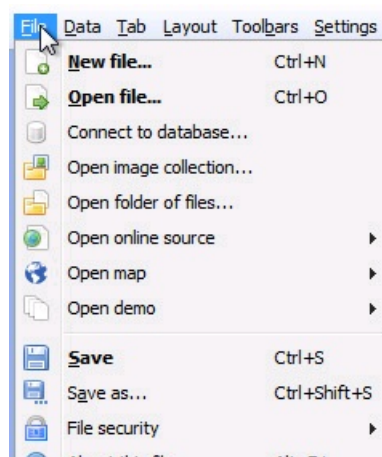 File Data Tab Layout Toolbars Settings
New file... Ctrl+N
Open file... Ctrl+O
Connect to database...
Open image collection...
Open folder of files...
Open online source
Open map
Open demo
Save Ctrl+S
Save as... Ctrl+Shift+S
File security